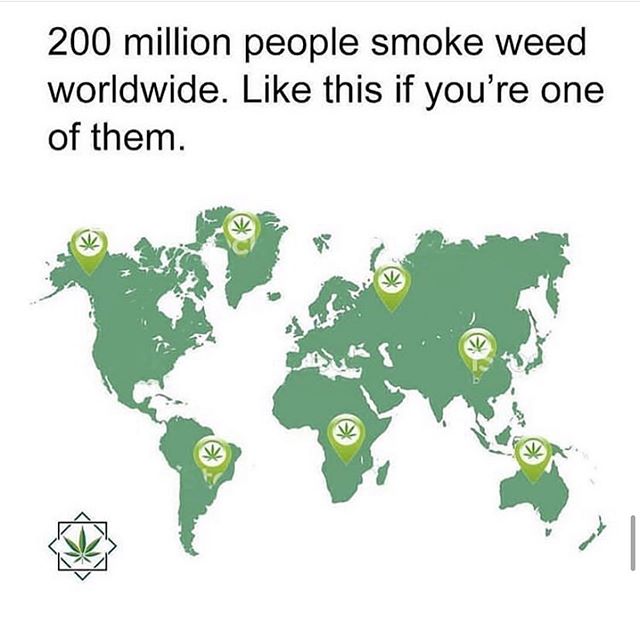 200 million people smoke weed
worldwide. Like this if you’re one
of them.